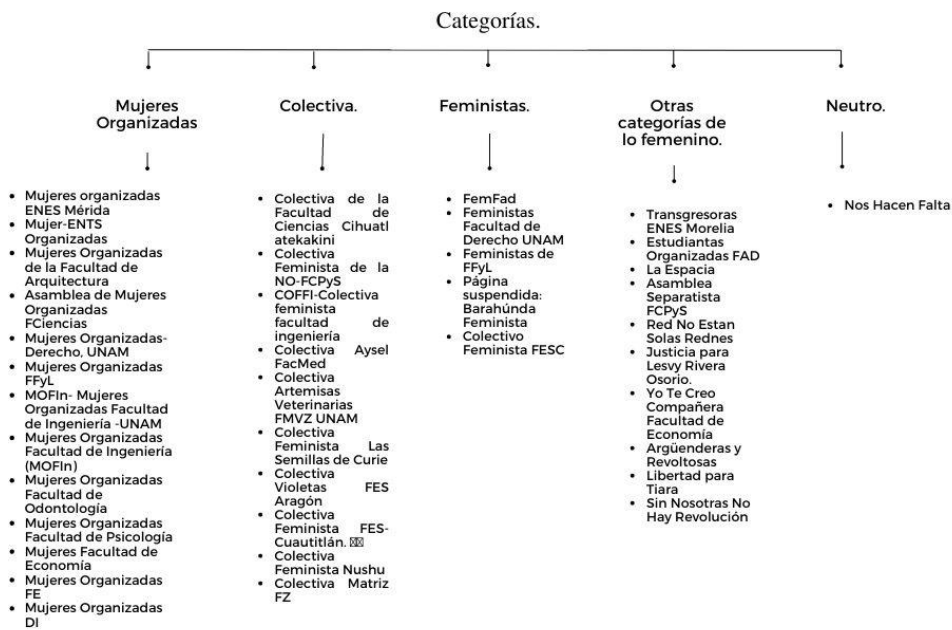 Categorías.
Mujeres
Organizadas
• Mujeres organizadas
ENES Mérida
• Mujer-ENTS
Organizadas
• Mujeres Organizadas
de la Facultad de
Arquitectura
• Asamblea de Mujeres
Organizadas
FCiencias
• Mujeres Organizadas-
Derecho, UNAM
• Mujeres Organizadas
FFyL
• MOFIn- Mujeres
Organizadas Facultad
de Ingeniería -UNAM
• Mujeres Organizadas
Facultad de Ingeniería
(MOFIn)
• Mujeres Organizadas
Facultad de
Odontología
• Mujeres Organizadas
Facultad de Psicología
• Mujeres Facultad de
Economía
• Mujeres Organizadas
FE
• Mujeres Organizadas
DI
Colectiva.
• Colectiva de la
Facultad de
Ciencias Cihuatl
atekakini
• Colectiva
Feminista de la
NO-FCPyS
• COFFI-Colectiva
feminista
facultad de
ingeniería
• Colectiva Aysel
FacMed
• Colectiva
Artemisas
Veterinarias
FMVZ UNAM
• Colectiva
Feminista Las
Semillas de Curie
• Colectiva
Violetas FES
Aragón
• Colectiva
Feminista FES-
Cuautitlán.
• Colectiva
Feminista Nushu
• Colectiva Matriz
FZ
Feministas.
• FemFad
• Feministas
Facultad de
Derecho UNAM
• Feministas de
FFyL
• Página
suspendida:
Barahúnda
Feminista
• Colectivo
Feminista FESC
Otras
categorías de
lo femenino.
• Transgresoras
ENES Morelia
• Estudiantas
Organizadas FAD
• La Espacia
• Asamblea
Separatista
FCPyS
• Red No Estan
Solas Rednes
• Justicia para
Lesvy Rivera
Osorio.
• Yo Te Creo
Compañera
Facultad de
Economía
• Argüenderas y
Revoltosas
• Libertad para
Tiara
• Sin Nosotras No
Hay Revolución
Neutro.
• Nos Hacen Falta